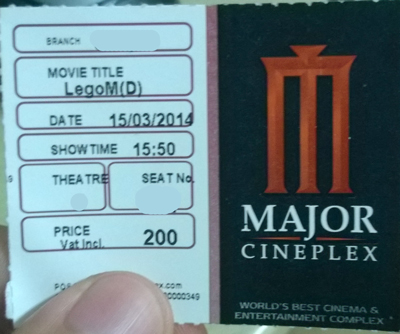 BRANCH
MOVIE TITLE
LegoM(D)
DATE 15/03/2014
SHOWTIME 15:50
THEATRE SEAT No.
PRICE 200
Vat Incl.
0000349
MAJOR
CINEPLEX
WORLD'S BEST CINEMA &
ENTERTAINMENT COMPLEX